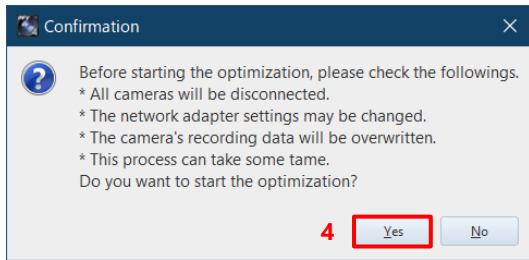 Confirmation
Before starting the optimization, please check the followings.
* All cameras will be disconnected.
* The network adapter settings may be changed.
* The camera's recording data will be overwritten.
* This process can take some tame.
Do you want to start the optimization?
4 Yes No